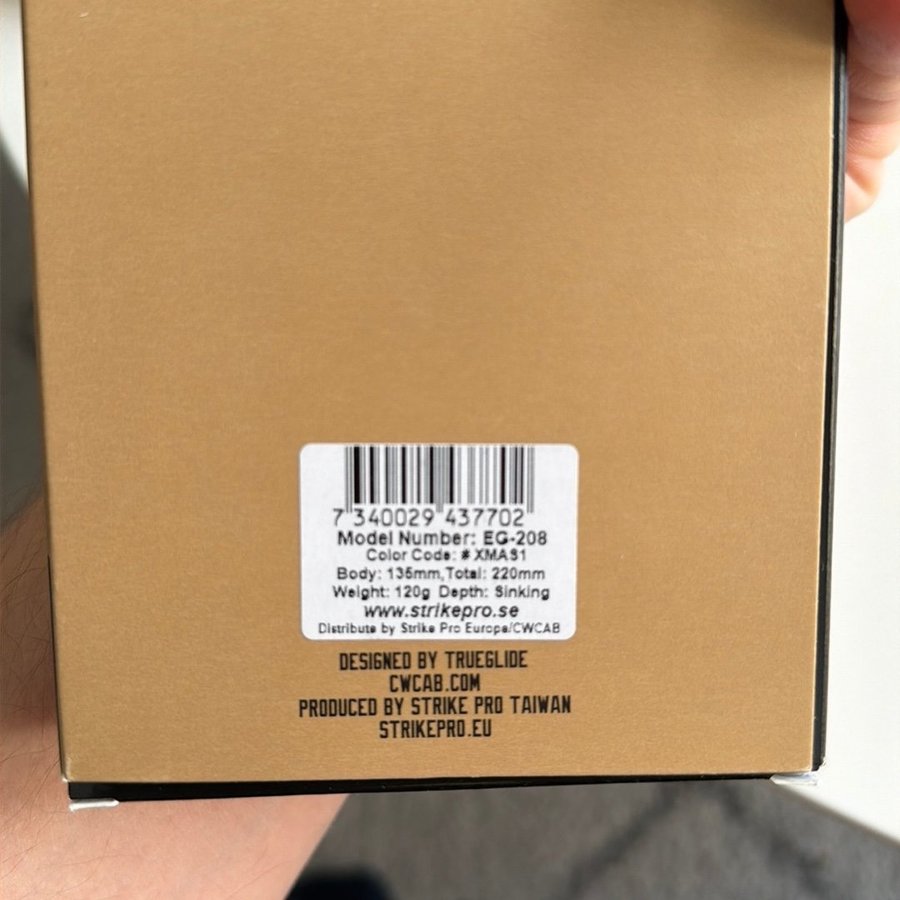 7 340029 437702
Model Number: EG-208
Color Code: # XMAS1
Body: 135mm,Total: 220mm
Weight: 120g Depth: Sinking
www.strikepro.se
Distribute by Strike Pro Europe/CWCAB
DESIGNED BY TRUEGLIDE
CWCAB.COM
PRODUCED BY STRIKE PRO TAIWAN
STRIKEPRO.EU